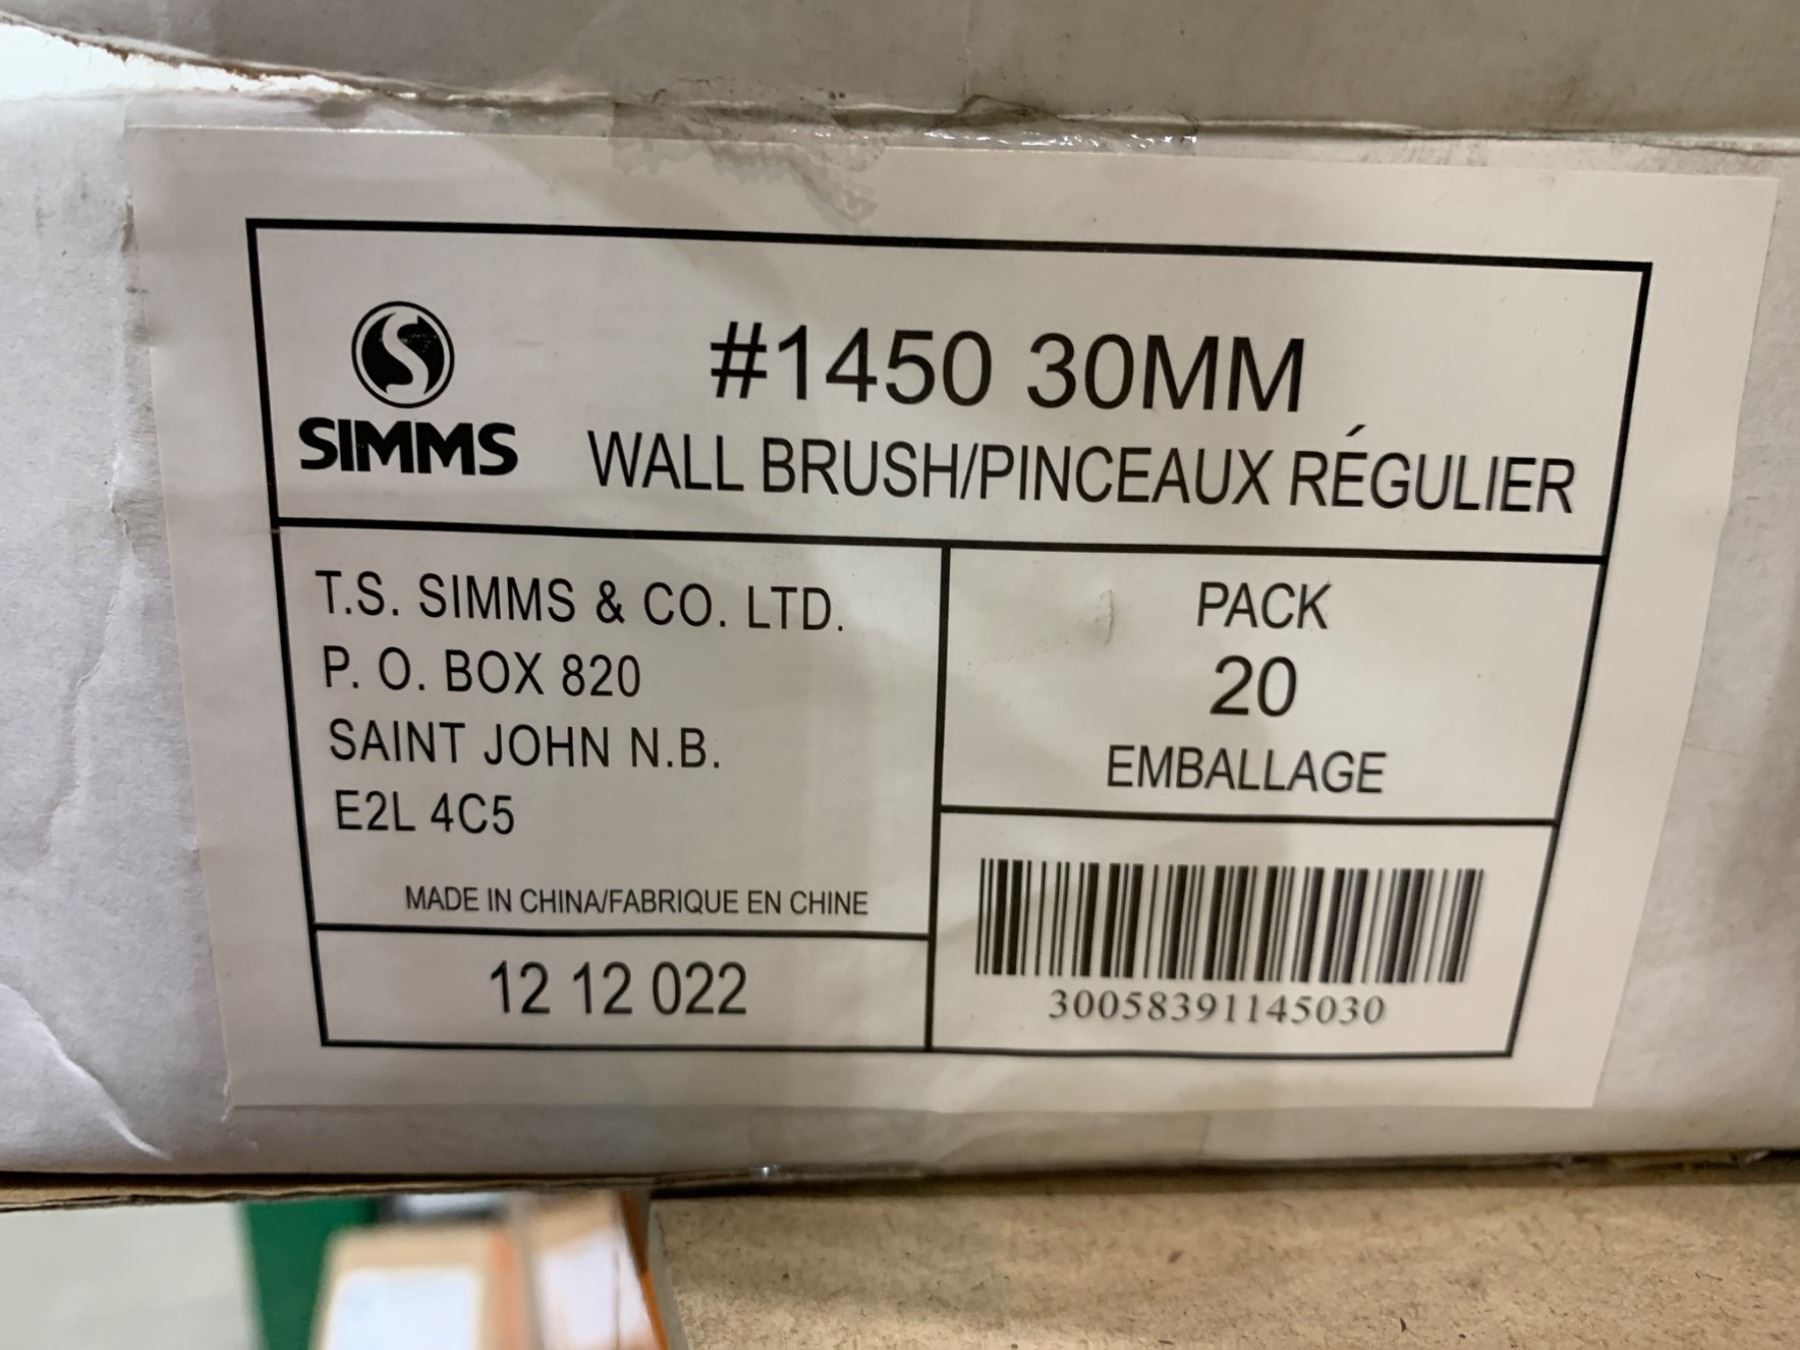 #1450 30MM
SIMMS
WALL BRUSH/PINCEAUX RÉGULIER
T.S. SIMMS & CO. LTD.
P. O. BOX 820
SAINT JOHN N.B.
E2L 4C5
MADE IN CHINA/FABRIQUE EN CHINE
12 12 022
PACK
20
EMBALLAGE
30058391145030